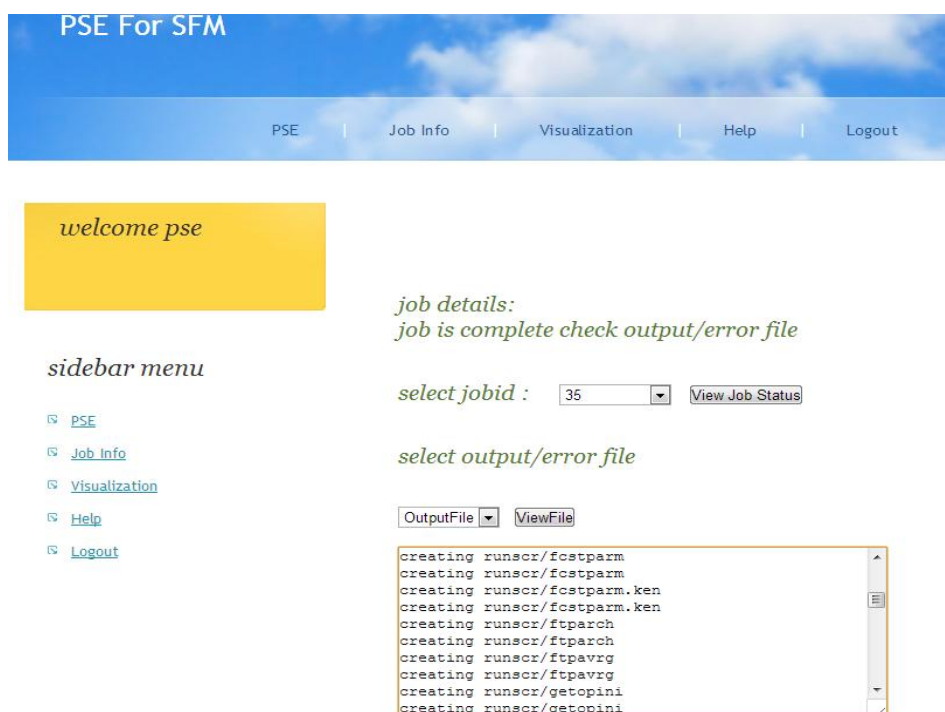 PSE For SFM
PSE | Job Info | Visualization | Help | Logout
welcome pse
job details:
job is complete check output/error file
sidebar menu
select jobid : 35 View Job Status
PSE
Job Info
Visualization
Help
Logout
select output/error file
OutputFile ViewFile
creating runscr/fcstparm
creating runscr/fcstparm
creating runscr/fcstparm.ken
creating runscr/fcstparm.ken
creating runscr/ftparch
creating runscr/ftparch
creating runscr/ftpavrg
creating runscr/ftpavrg
creating runscr/getopini
creating runscr/getopini